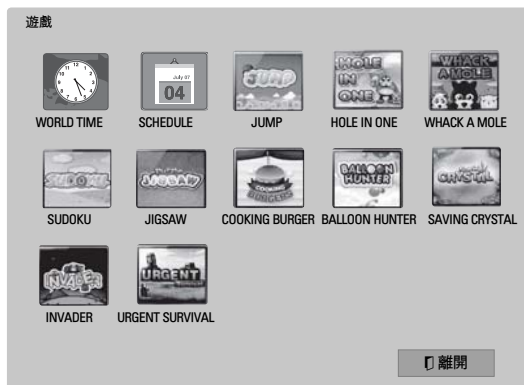 遊戲
12
July 07
04
JUMP
HOLE
IN
ONE
WHACK
A MOLE
WORLD TIME SCHEDULE JUMP HOLE IN ONE WHACK A MOLE
SUDOKU
JIGSAW
COOKING
BALLOON
HUNTER
CRYSTAL
SUDOKU JIGSAW COOKING BURGER BALLOON HUNTER SAVING CRYSTAL
INVADER
URGENT
INVADER URGENT SURVIVAL
離開